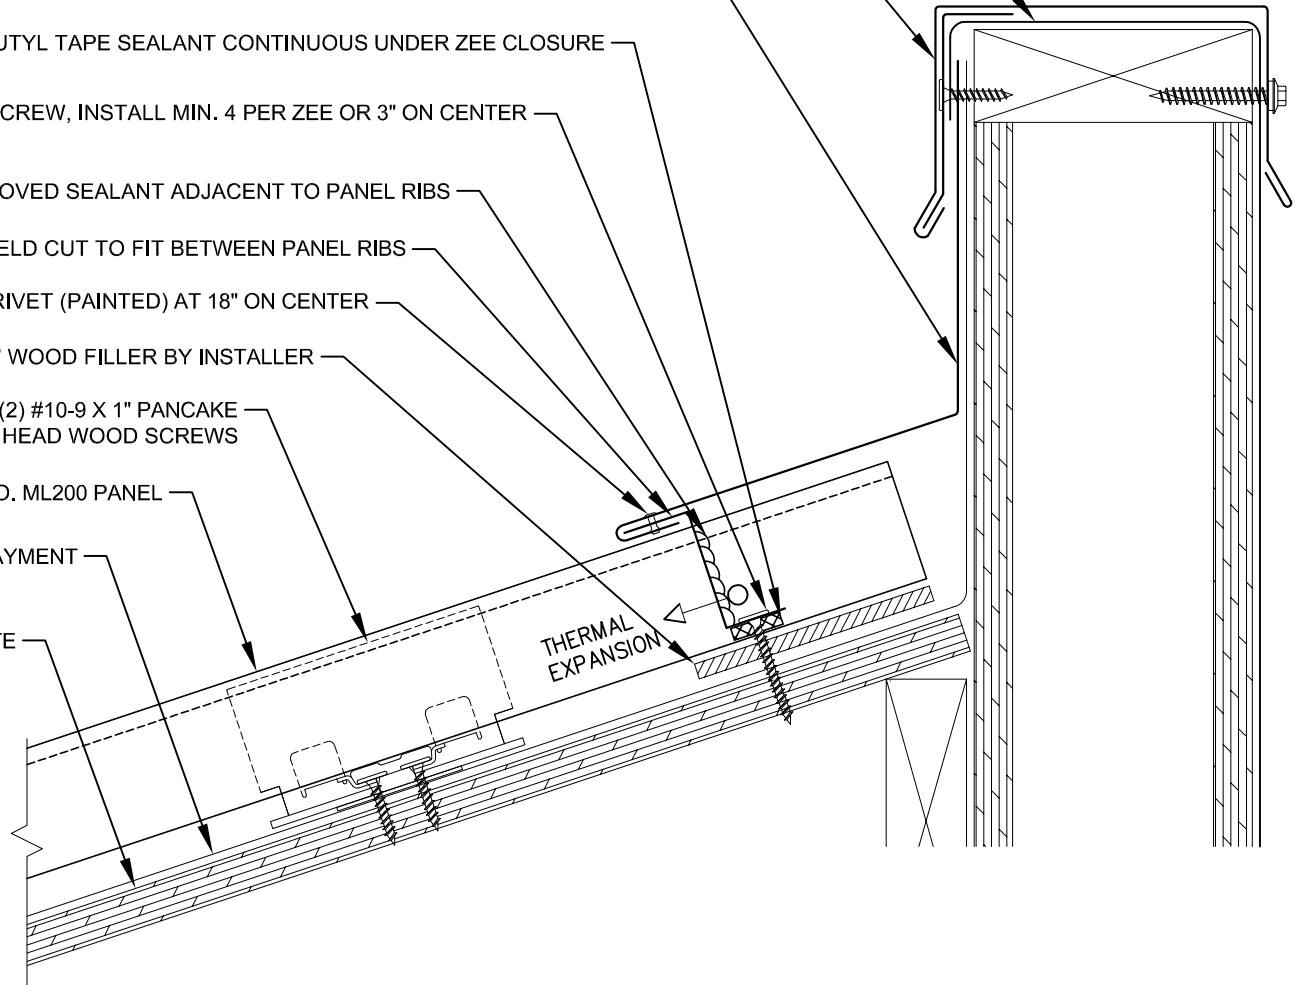 UTYL TAPE SEALANT CONTINUOUS UNDER ZEE CLOSURE
CREW, INSTALL MIN. 4 PER ZEE OR 3" ON CENTER
OVED SEALANT ADJACENT TO PANEL RIBS
ELD CUT TO FIT BETWEEN PANEL RIBS
RIVET (PAINTED) AT 18" ON CENTER
" WOOD FILLER BY INSTALLER
(2) #10-9 X 1" PANCAKE
HEAD WOOD SCREWS
O. ML200 PANEL
AYMENT
TE
THERMAL
EXPANSION